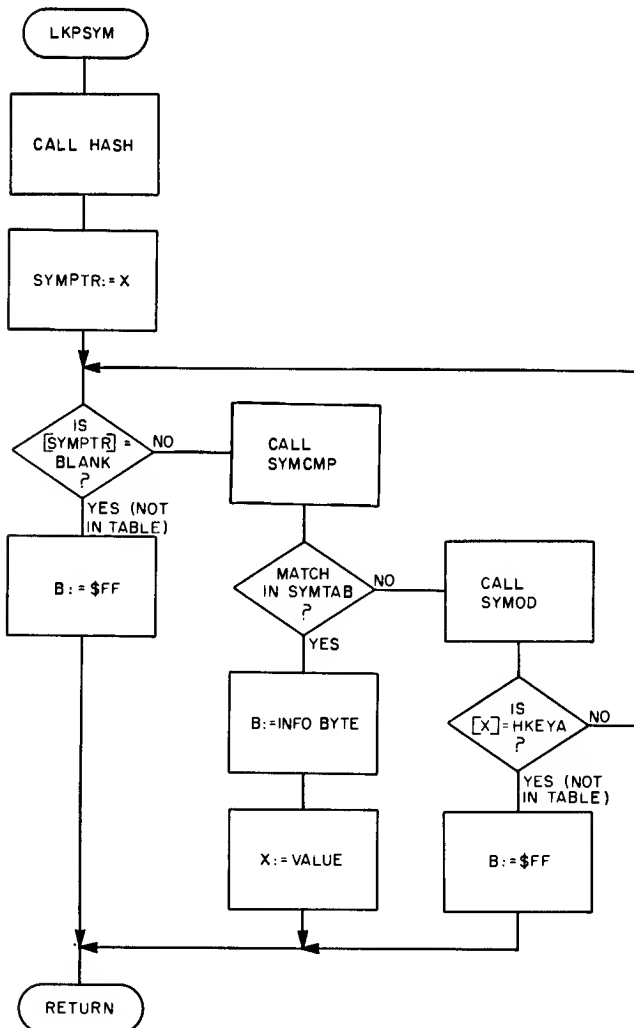 LKPSYM
CALL HASH
SYMPTR:=X
IS
[SYMPTR] =
BLANK
?
NO
YES (NOT
IN TABLE)
B:=$FF
CALL
SYMCMP
MATCH
IN SYMTAB
?
NO
YES
B:=INFO BYTE
X:=VALUE
CALL
SYMOD
IS
[X]=HKEYA
?
NO
YES (NOT
IN TABLE)
B:=$FF
RETURN